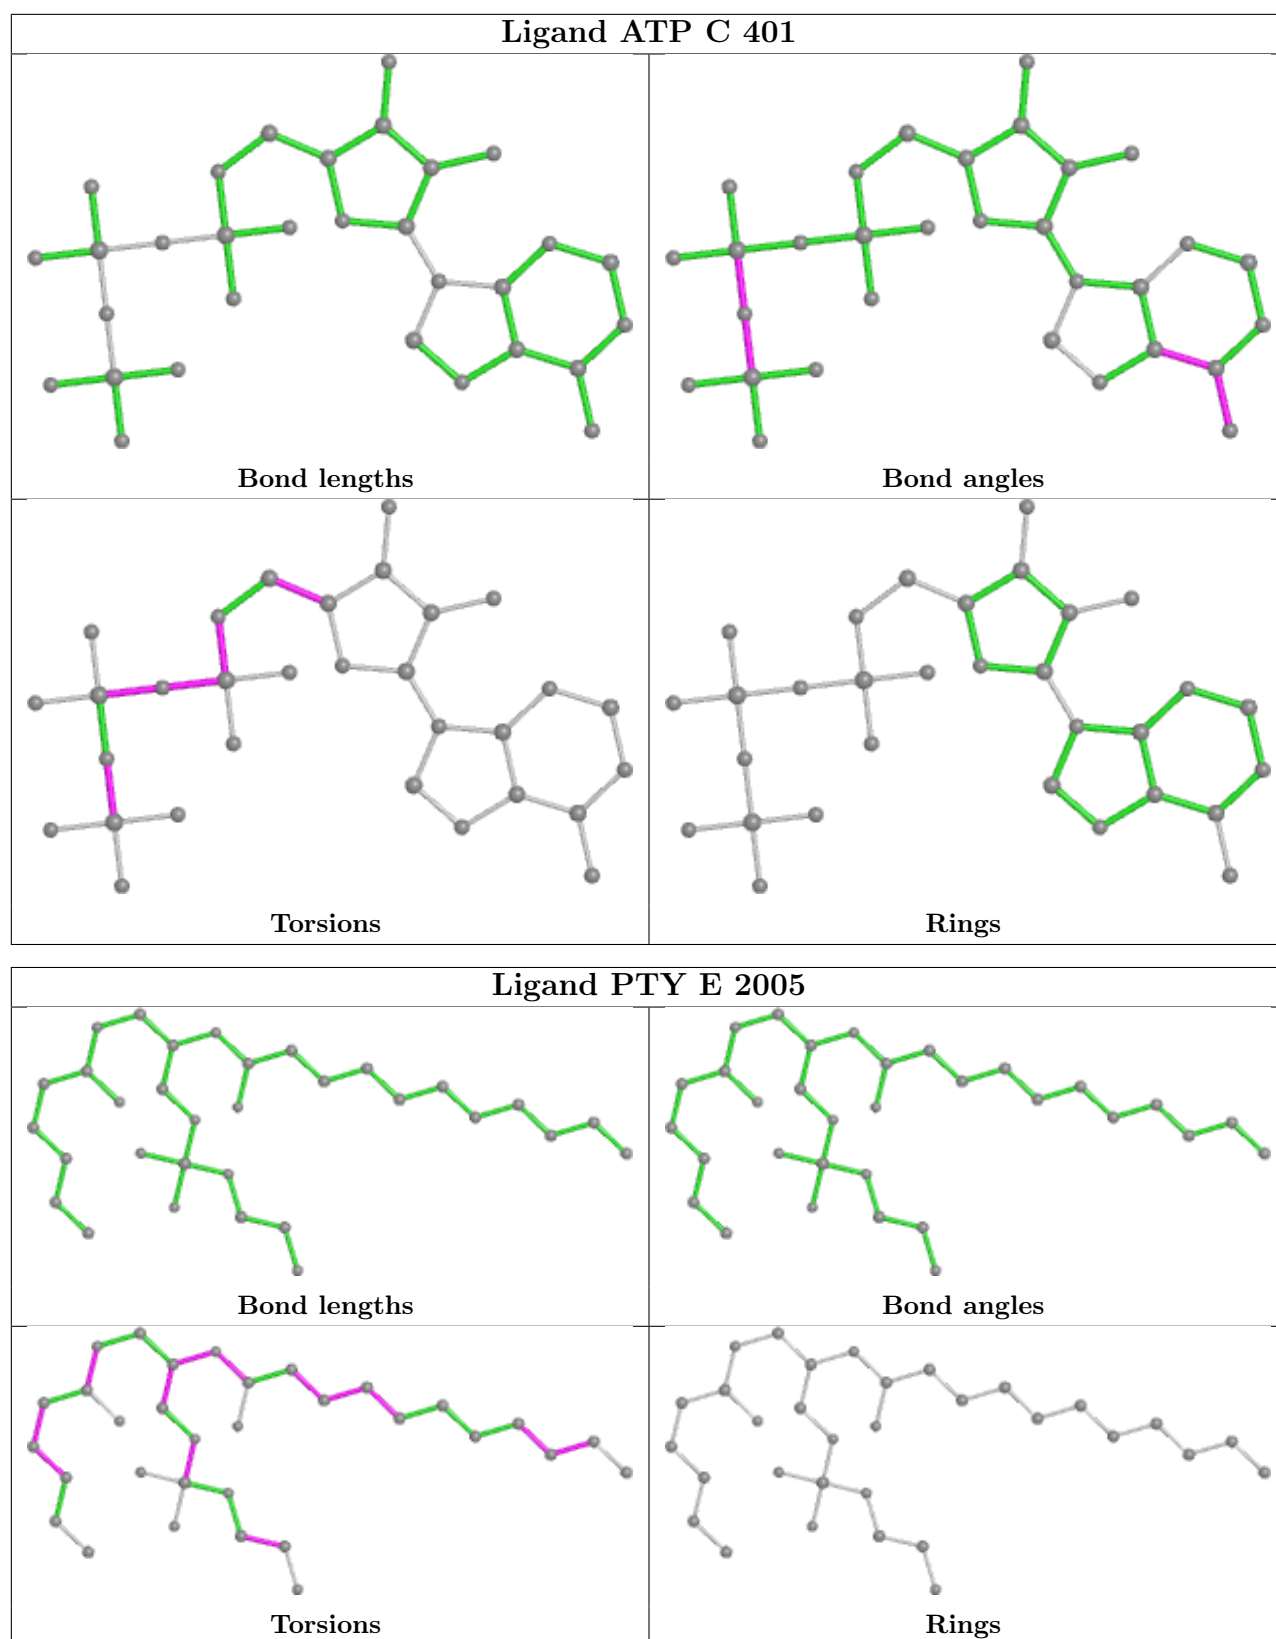 Ligand ATP C 401
Bond lengths
Bond angles
Torsions
Rings
Ligand PTY E 2005
Bond lengths
Bond angles
Torsions
Rings